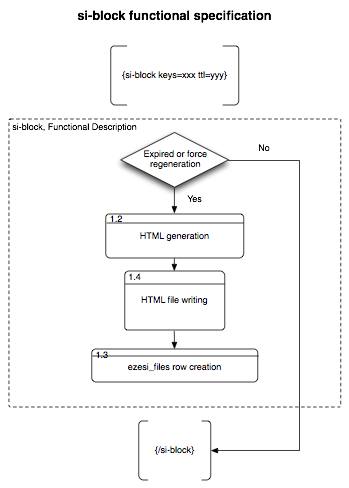 si-block functional specification
{si-block keys=xxx ttl=yyy}
si-block, Functional Description
Expired or force
regeneration
No
Yes
1.2
HTML generation
1.4
HTML file writing
1.3
ezesi_files row creation
{/si-block}